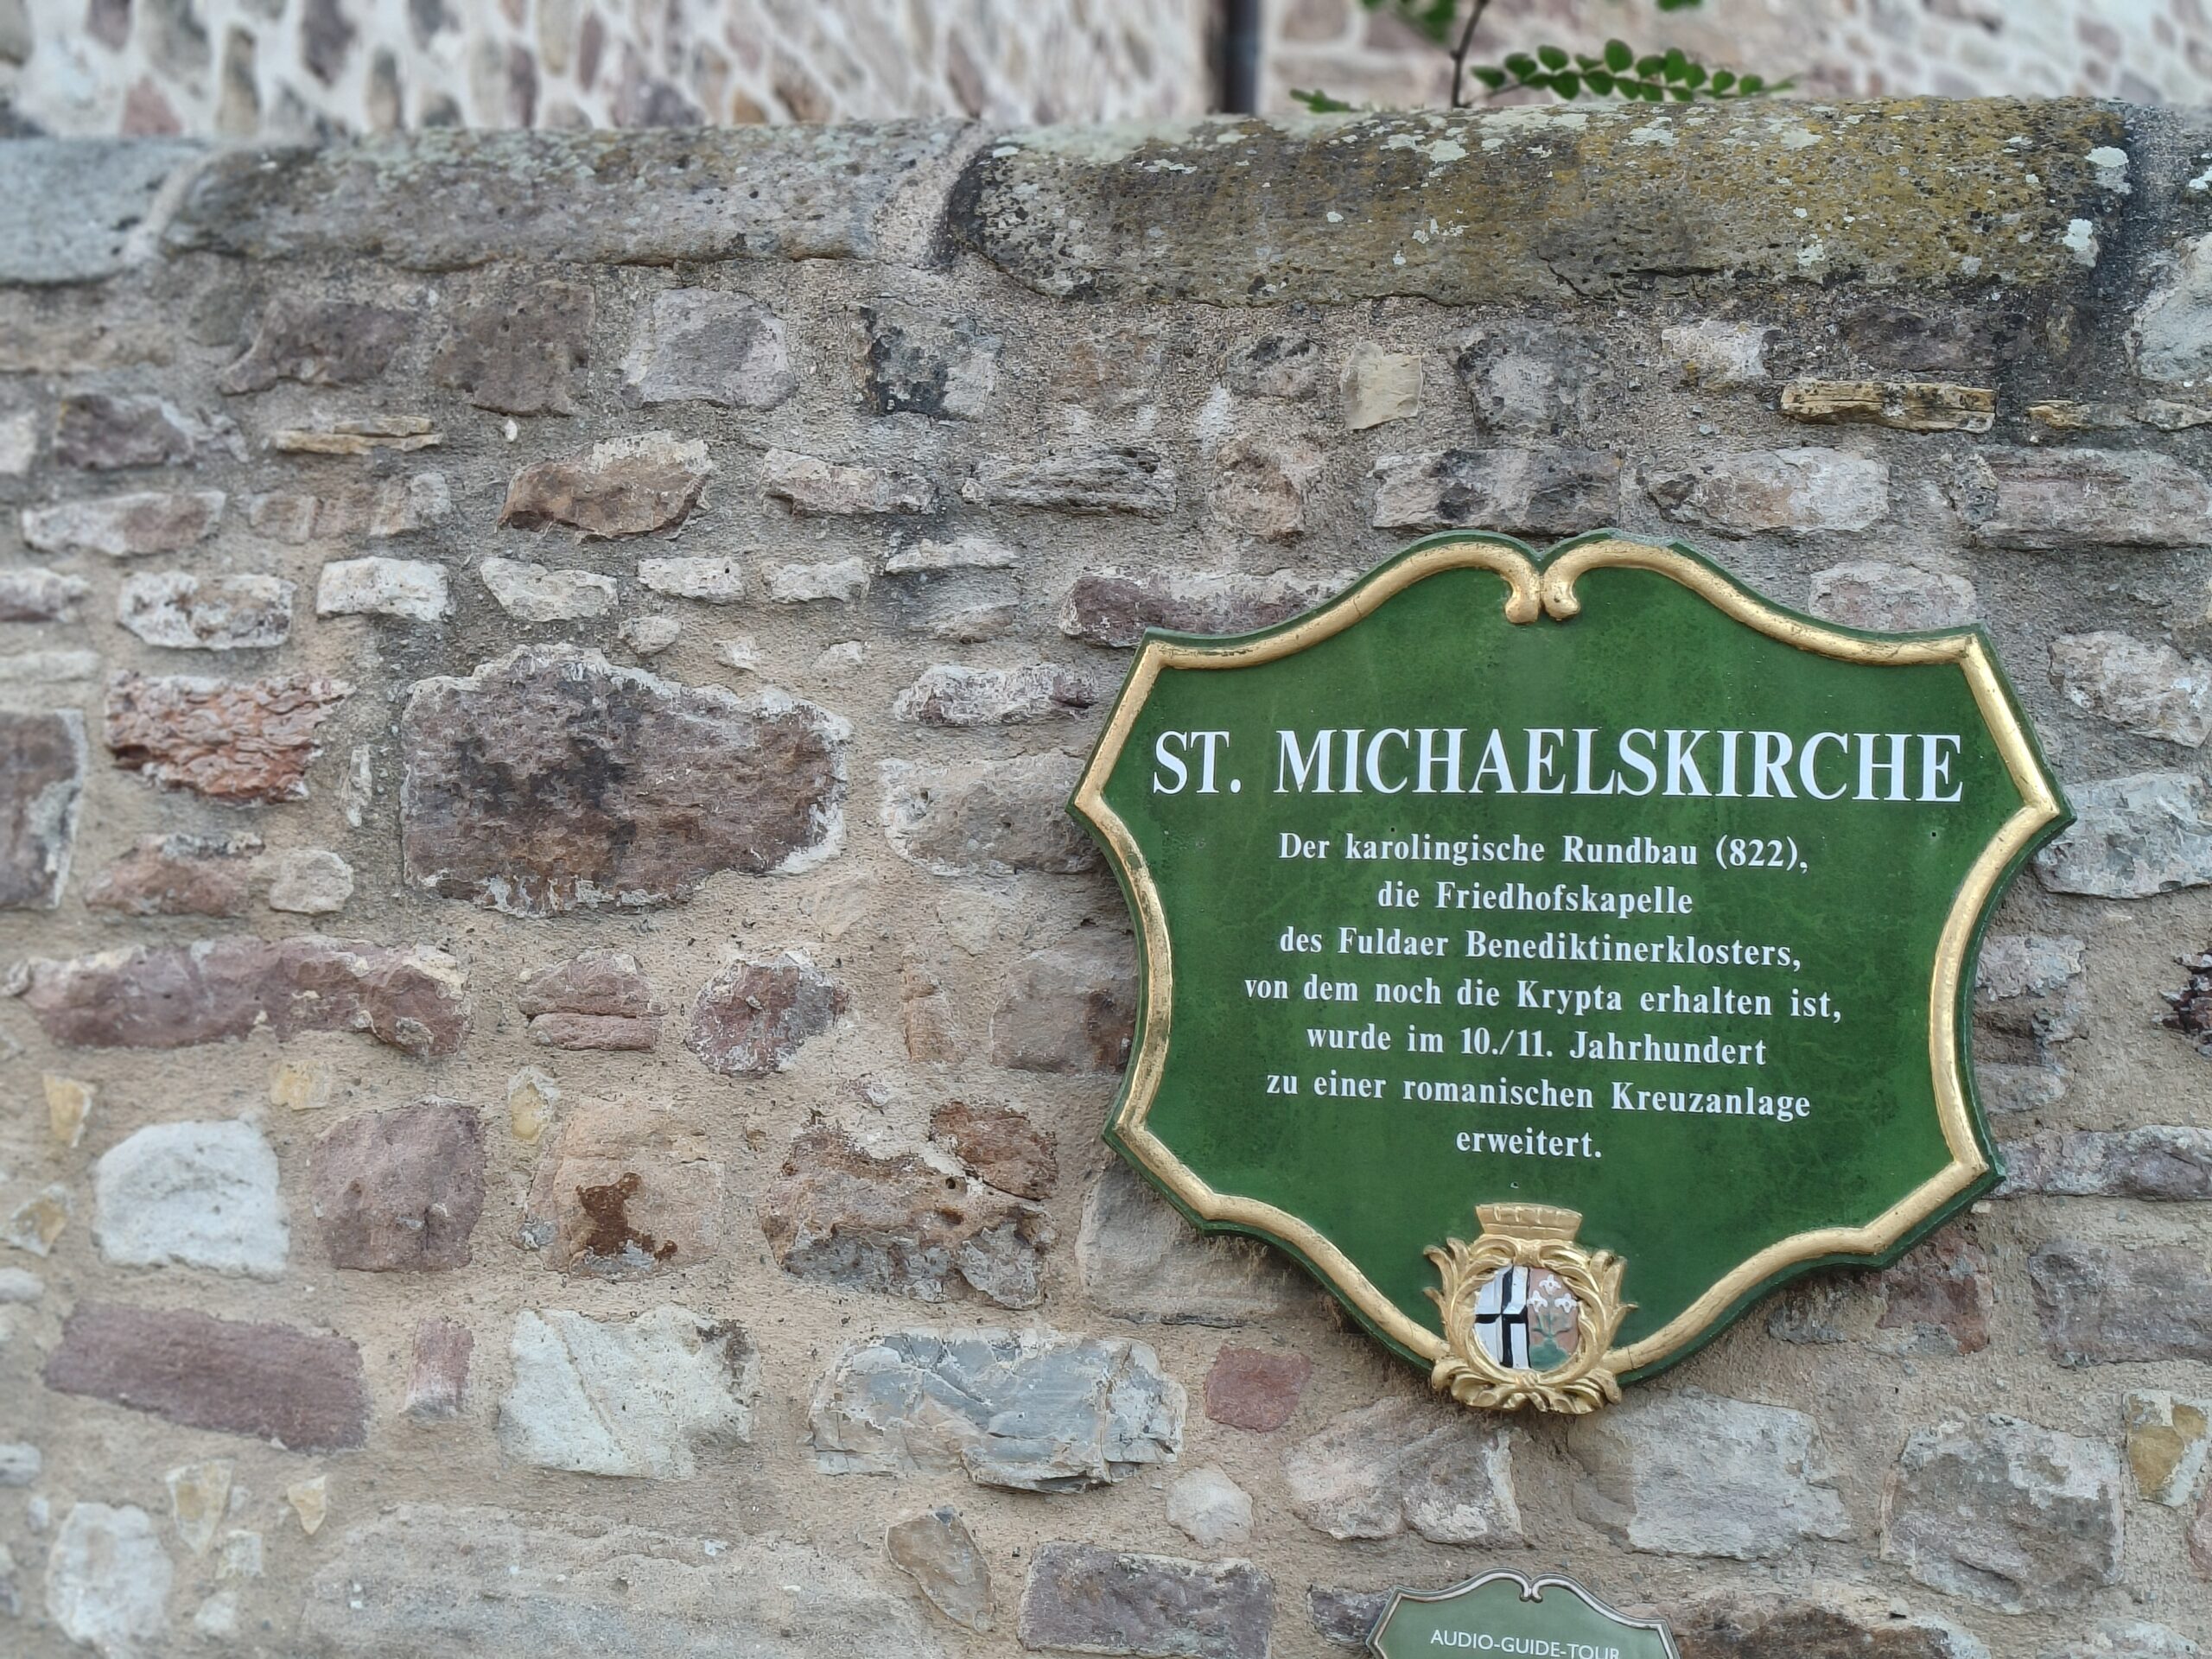 ST. MICHAELSKIRCHE
Der karolingische Rundbau (822),
die Friedhofskapelle
des Fuldaer Benediktinerklosters,
von dem noch die Krypta erhalten ist,
wurde im 10./11. Jahrhundert
zu einer romanischen Kreuzanlage
erweitert.
AUDIO-GUIDE-TOUR